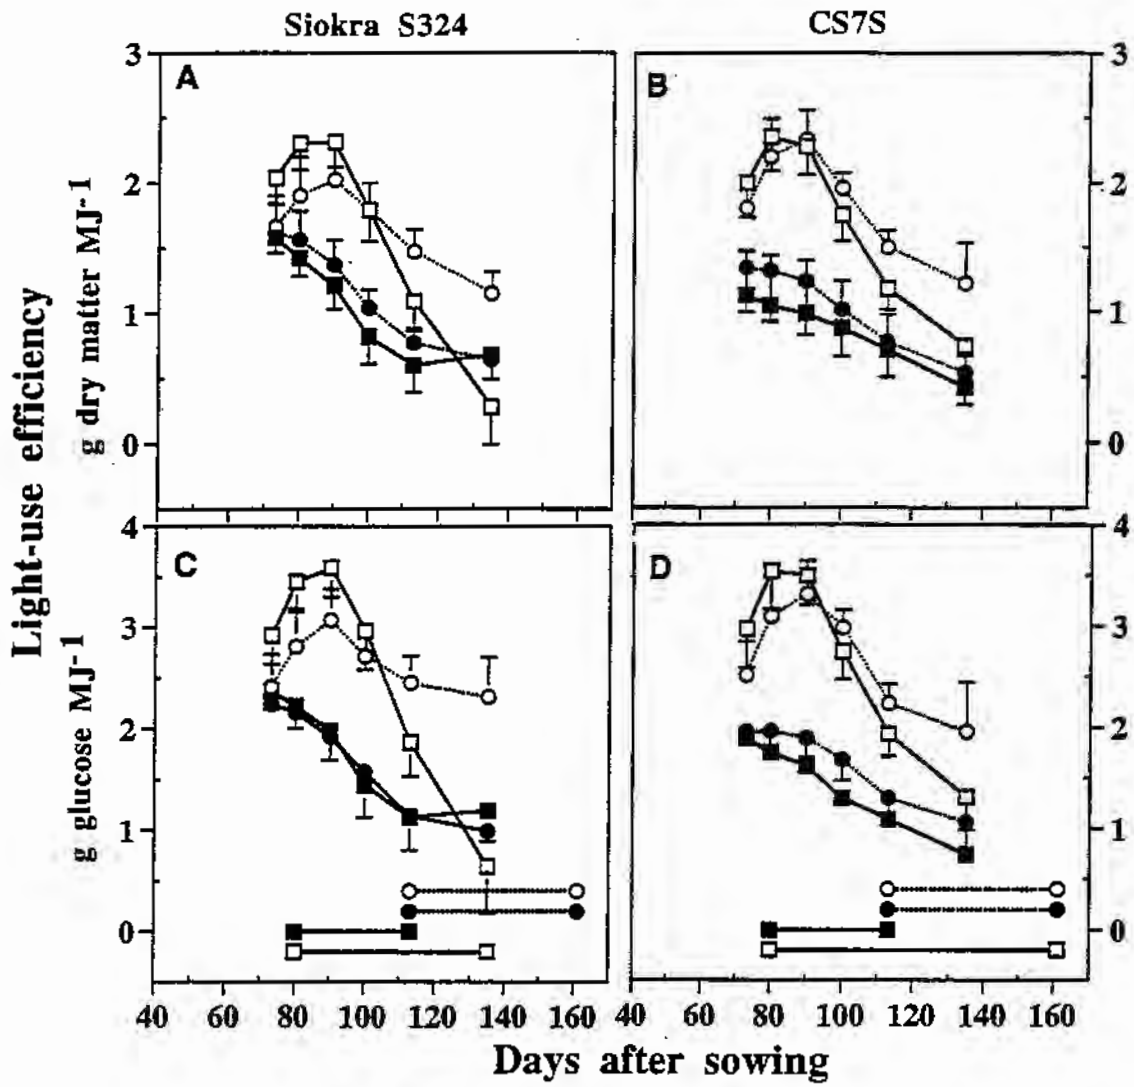 Siokra S324
CS7S
3
A
B
3
2
2
1
1
0
0
g dry matter MJ-1
Light-use efficiency
4
C
D
4
3
3
2
2
1
1
0
0
g glucose MJ-1
40 60 80 100 120 140 160
40 60 80 100 120 140 160
Days after sowing